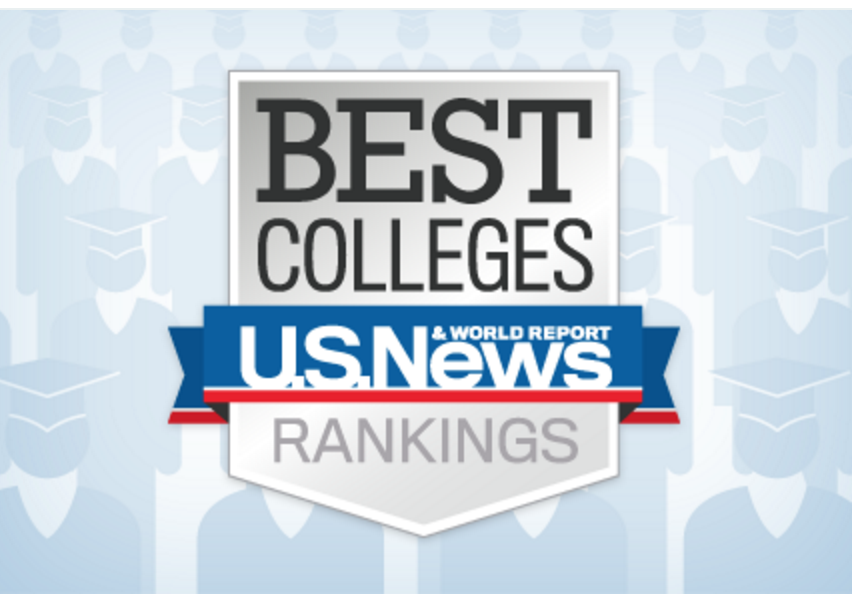 BEST
COLLEGES
U.S.News & WORLD REPORT
RANKINGS